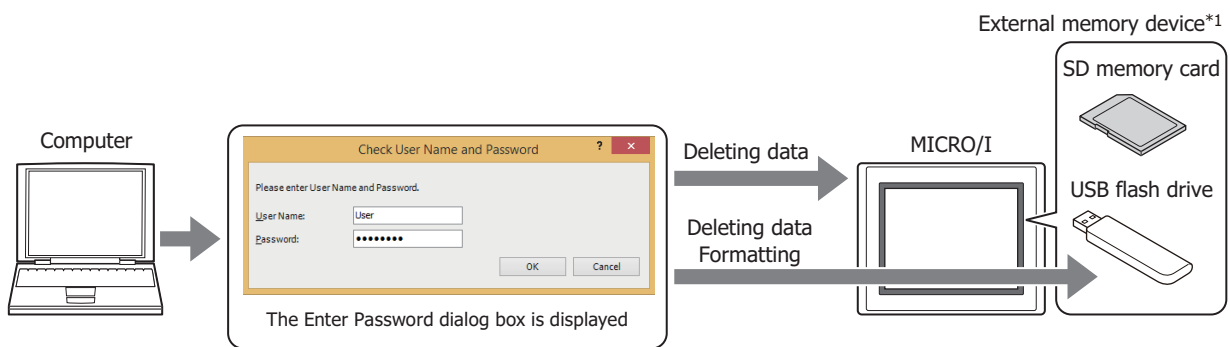 External memory device*1
SD memory card
Computer
Check User Name and Password
?
×
Please enter User Name and Password.
User Name:
User
Password:
••••••••
OK
Cancel
The Enter Password dialog box is displayed
Deleting data
Deleting data
Formatting
MICRO/I
USB flash drive